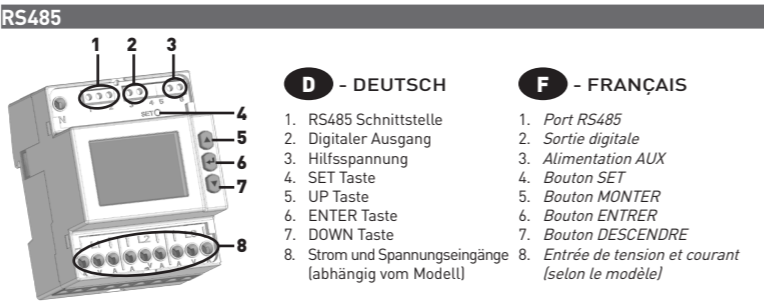 RS485
1 2 3
SET
N
L2
4
5
6
7
8
D - DEUTSCH
1. RS485 Schnittstelle
2. Digitaler Ausgang
3. Hilfsspannung
4. SET Taste
5. UP Taste
6. ENTER Taste
7. DOWN Taste
8. Strom und Spannungseingänge
(abhängig vom Modell)
F - FRANÇAIS
1. Port RS485
2. Sortie digitale
3. Alimentation AUX
4. Bouton SET
5. Bouton MONTER
6. Bouton ENTRER
7. Bouton DESCENDRE
8. Entrée de tension et courant
(selon le modèle)